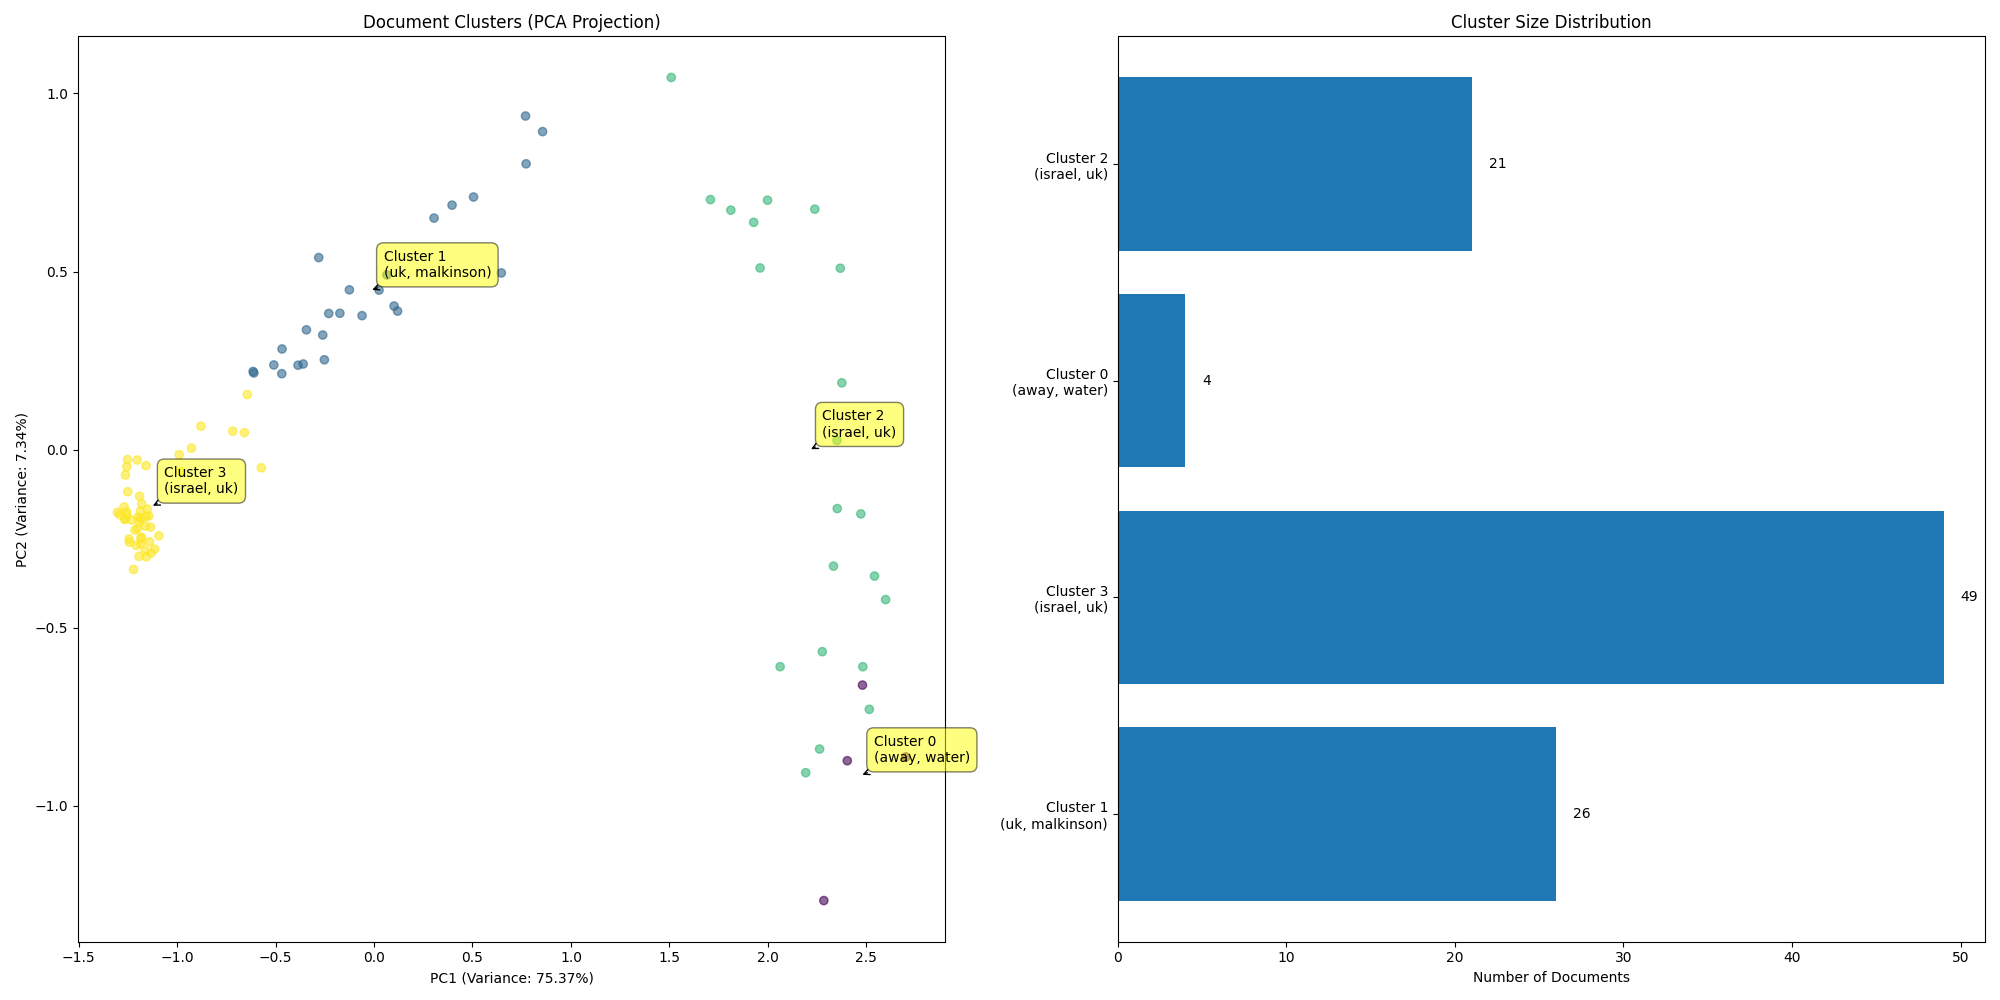 Document Clusters (PCA Projection)
1.0
0.5
0.0
−0.5
−1.0
PC2 (Variance: 7.34%)
Cluster 1
(uk, malkinson)
Cluster 2
(israel, uk)
Cluster 3
(israel, uk)
Cluster 0
(away, water)
−1.5
−1.0
−0.5
0.0
0.5
1.0
1.5
2.0
2.5
PC1 (Variance: 75.37%)
Cluster Size Distribution
Cluster 2
(israel, uk)
21
Cluster 0
(away, water)
4
Cluster 3
(israel, uk)
49
Cluster 1
(uk, malkinson)
26
0
10
20
30
40
50
Number of Documents